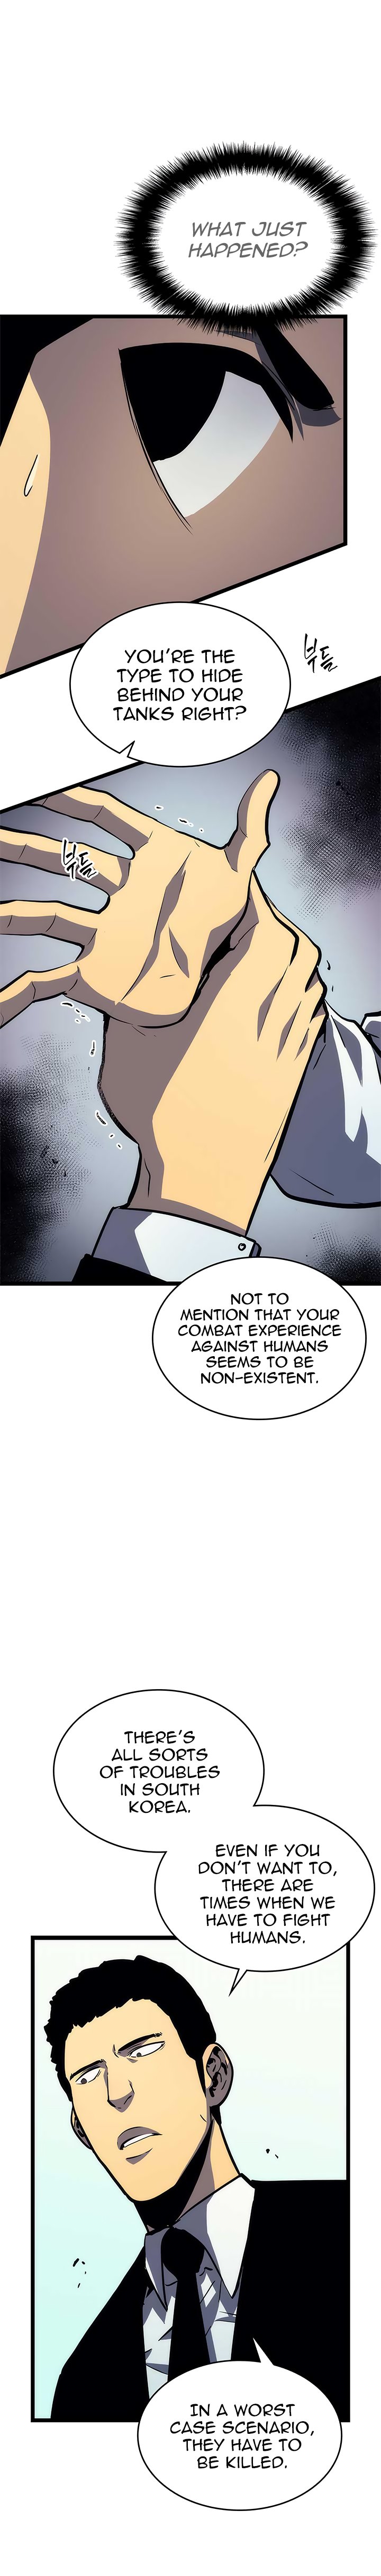 WHAT JUST
HAPPENED?
YOU'RE THE
TYPE TO HIDE
BEHIND YOUR
TANKS RIGHT?
부들
부들
NOT TO
MENTION THAT YOUR
COMBAT EXPERIENCE
AGAINST HUMANS
SEEMS TO BE
NON-EXISTENT.
THERE'S
ALL SORTS
OF TROUBLES
IN SOUTH
KOREA.
EVEN IF YOU
DON'T WANT TO,
THERE ARE
TIMES WHEN WE
HAVE TO FIGHT
HUMANS.
IN A WORST
CASE SCENARIO,
THEY HAVE TO
BE KILLED.